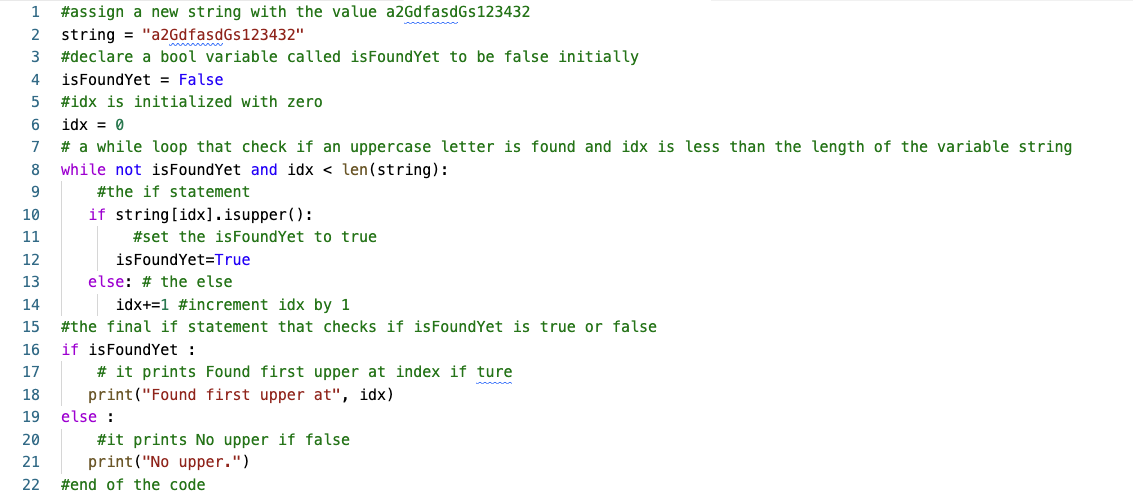 1 #assign a new string with the value a2GdfasdGs123432
2 string = "a2GdfasdGs123432"
3 #declare a bool variable called isFoundYet to be false initially
4 isFoundYet = False
5 #idx is initialized with zero
6 idx = 0
7 # a while loop that check if an uppercase letter is found and idx is less than the length of the variable string
8 while not isFoundYet and idx < len(string):
9     #the if statement
10    if string[idx].isupper():
11         #set the isFoundYet to true
12       isFoundYet=True
13    else: # the else
14       idx+=1 #increment idx by 1
15 #the final if statement that checks if isFoundYet is true or false
16 if isFoundYet :
17     # it prints Found first upper at index if ture
18    print("Found first upper at", idx)
19 else :
20     #it prints No upper if false
21    print("No upper.")
22 #end of the code